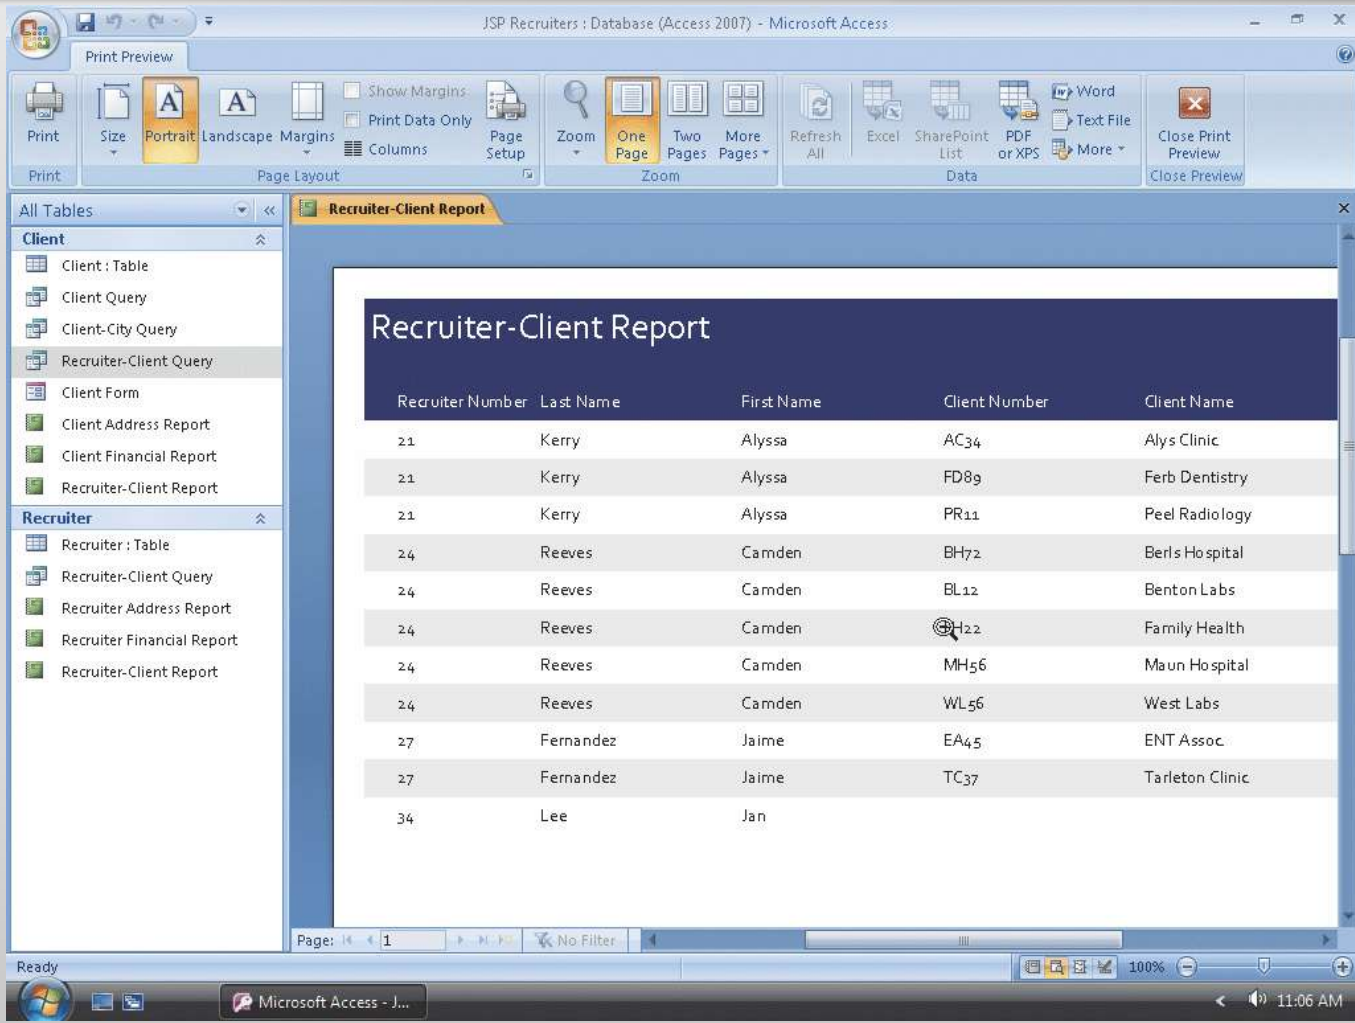 JSP Recruiters : Database (Access 2007) - Microsoft Access
Print Preview
Show Margins
Print Data Only
Columns
Print
Size
Portrait
Landscape
Margins
Page Setup
Zoom
One Page
Two Pages
More Pages
Refresh All
Excel
SharePoint List
PDF or XPS
Word
Text File
More
Close Print Preview
Print
Page Layout
Zoom
Data
Close Preview
All Tables
Recruiter-Client Report
Client
Client : Table
Client Query
Client-City Query
Recruiter-Client Query
Client Form
Client Address Report
Client Financial Report
Recruiter-Client Report
Recruiter
Recruiter : Table
Recruiter-Client Query
Recruiter Address Report
Recruiter Financial Report
Recruiter-Client Report
Recruiter-Client Report
Recruiter Number Last Name First Name Client Number Client Name
21 Kerry Alyssa AC34 Alys Clinic
21 Kerry Alyssa FD89 Ferb Dentistry
21 Kerry Alyssa PR11 Peel Radiology
24 Reeves Camden BH72 Berls Hospital
24 Reeves Camden BL12 Benton Labs
24 Reeves Camden H22 Family Health
24 Reeves Camden MH56 Maun Hospital
24 Reeves Camden WL56 West Labs
27 Fernandez Jaime EA45 ENT Assoc.
27 Fernandez Jaime TC37 Tarleton Clinic
34 Lee Jan
Page: 1 No Filter
Ready
100%
Microsoft Access - J...
11:06 AM